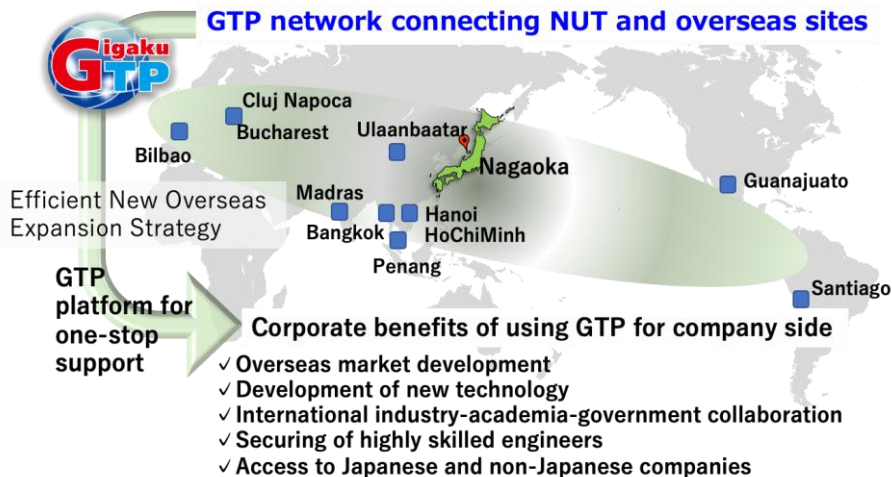 GTP network connecting NUT and overseas sites
Gigaku
GTP
Cluj Napoca
Bucharest
Bilbao
Ulaanbaatar
Nagaoka
Guanajuato
Efficient New Overseas
Expansion Strategy
Madras
Bangkok
Hanoi
HoChiMinh
Penang
Santiago
GTP
platform for
one-stop
support
Corporate benefits of using GTP for company side
✓Overseas market development
✓Development of new technology
✓International industry-academia-government collaboration
✓Securing of highly skilled engineers
✓Access to Japanese and non-Japanese companies